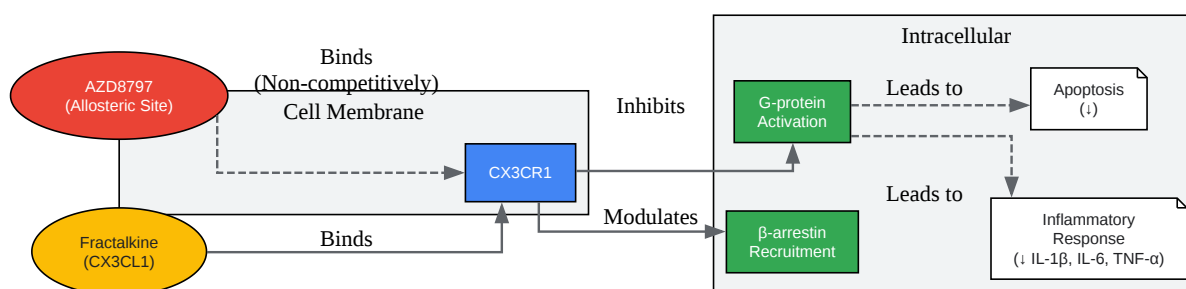 AZD8797
(Allosteric Site)
Binds
(Non-competitively)
Cell Membrane
CX3CR1
Fractalkine
(CX3CL1)
Binds
Inhibits
Modulates
Intracellular
G-protein
Activation
Leads to
Apoptosis
(↓)
β-arrestin
Recruitment
Leads to
Inflammatory
Response
(↓ IL-1β, IL-6, TNF-α)